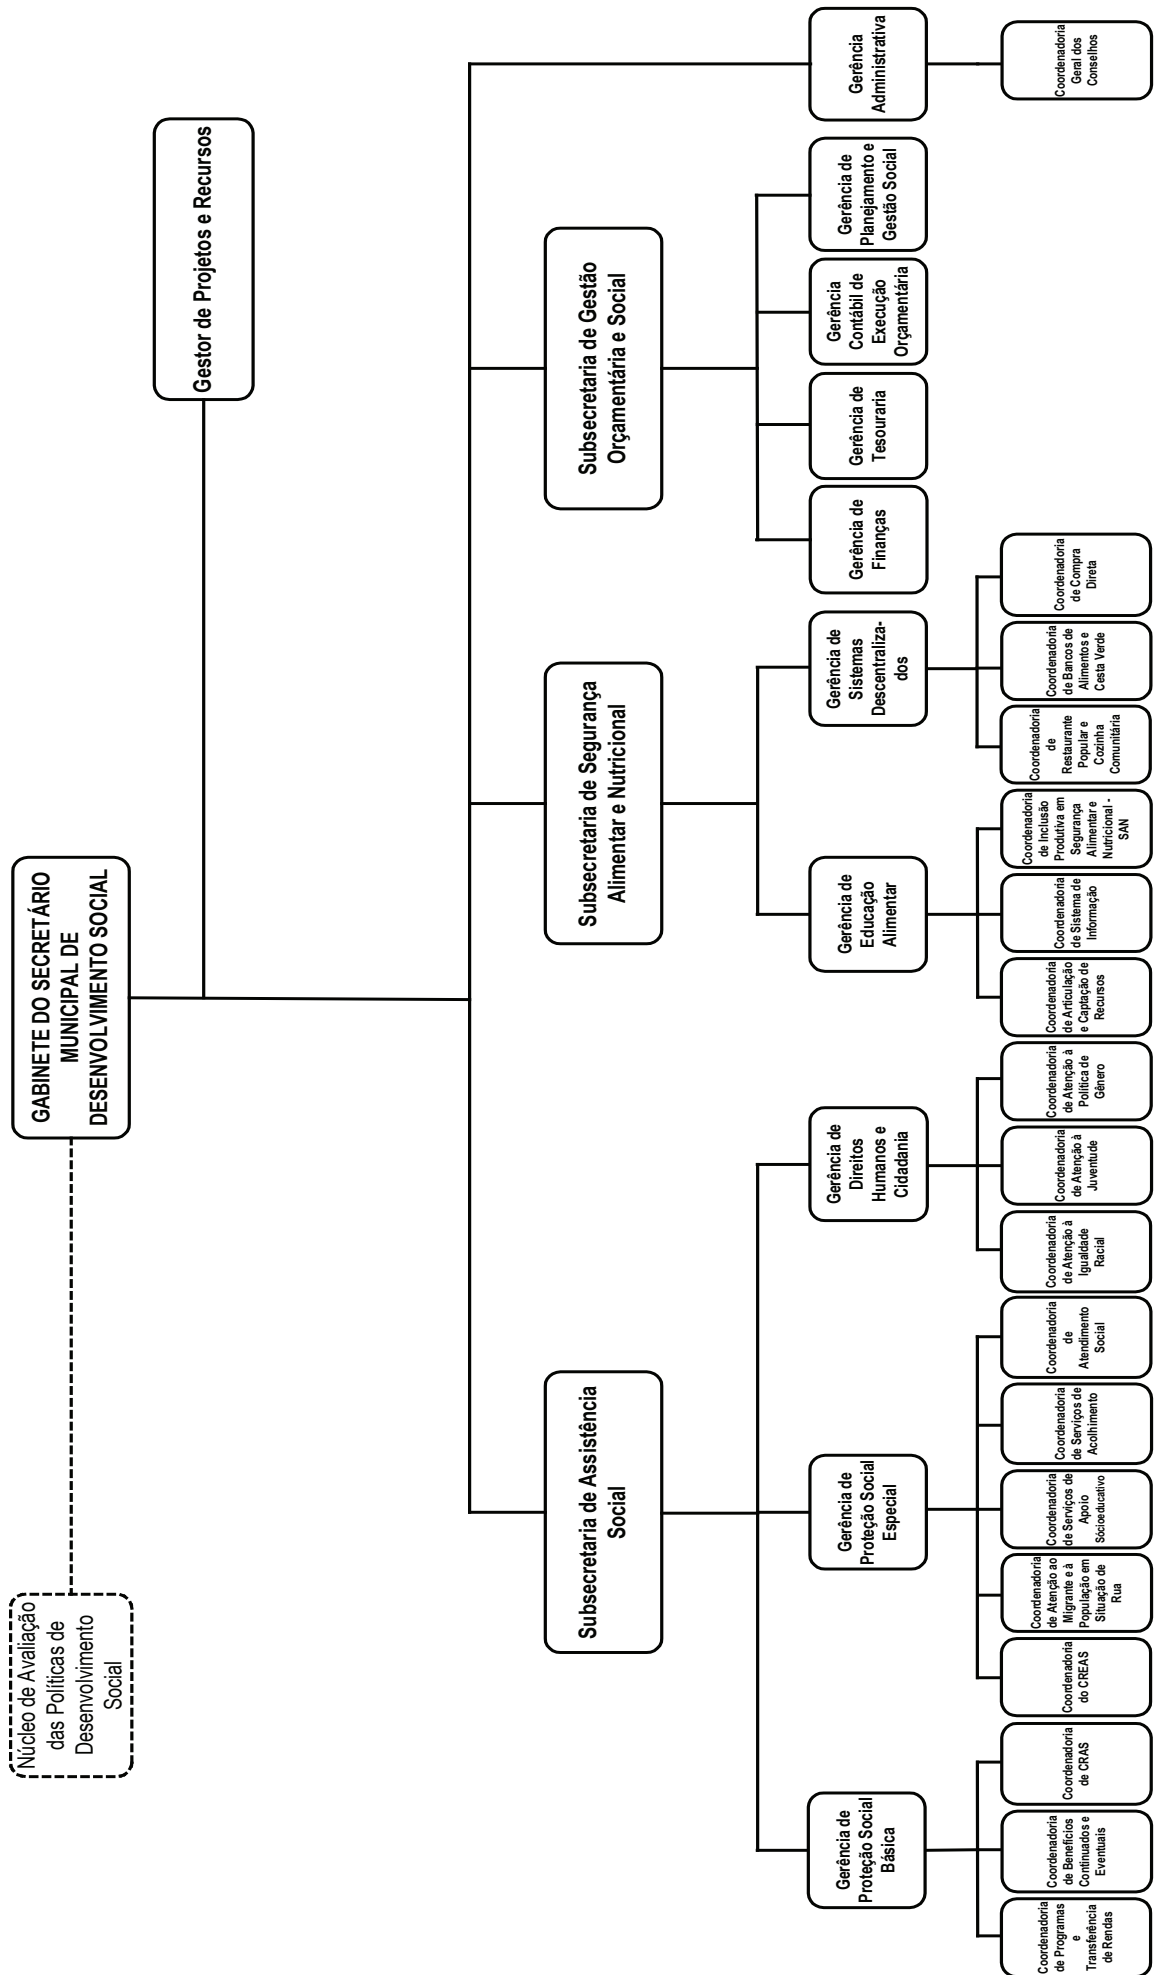 Núcleo de Avaliação
das Políticas de
Desenvolvimento
Social
GABINETE DO SECRETÁRIO
MUNICIPAL DE
DESENVOLVIMENTO SOCIAL
Gestor de Projetos e Recursos
Subsecretaria de Assistência
Social
Subsecretaria de Segurança
Alimentar e Nutricional
Subsecretaria de Gestão
Orçamentária e Social
Gerência de
Proteção Social
Básica
Gerência de
Proteção Social
Especial
Gerência de
Direitos
Humanos e
Cidadania
Gerência de
Educação
Alimentar
Gerência de
Sistemas
Descentraliza-
dos
Gerência de
Finanças
Gerência de
Tesouraria
Gerência
Contábil de
Execução
Orçamentária
Gerência de
Planejamento e
Gestão Social
Gerência
Administrativa
Coordenadoria
de Programas
e
Transferência
de Rendas
Coordenadoria
de Benefícios
Continuados e
Eventuais
Coordenadoria
de CRAS
Coordenadoria
do CREAS
Coordenadoria
de Atenção ao
Migrante e à
População em
Situação de
Rua
Coordenadoria
de Serviços de
Apoio
Sócioeducativo
Coordenadoria
de Serviços de
Acolhimento
Coordenadoria
de
Atendimento
Social
Coordenadoria
de Atenção à
Igualdade
Racial
Coordenadoria
de Atenção à
Juventude
Coordenadoria
de Atenção à
Política de
Gênero
Coordenadoria
de Articulação
e Captação de
Recursos
Coordenadoria
de Sistema de
Informação
Coordenadoria
de Inclusão
Produtiva em
Segurança
Alimentar e
Nutricional -
SAN
Coordenadoria
de
Restaurante
Popular e
Cozinha
Comunitária
Coordenadoria
de Bancos de
Alimentos e
Cesta Verde
Coordenadoria
de Compra
Direta
Coordenadoria
Geral dos
Conselhos